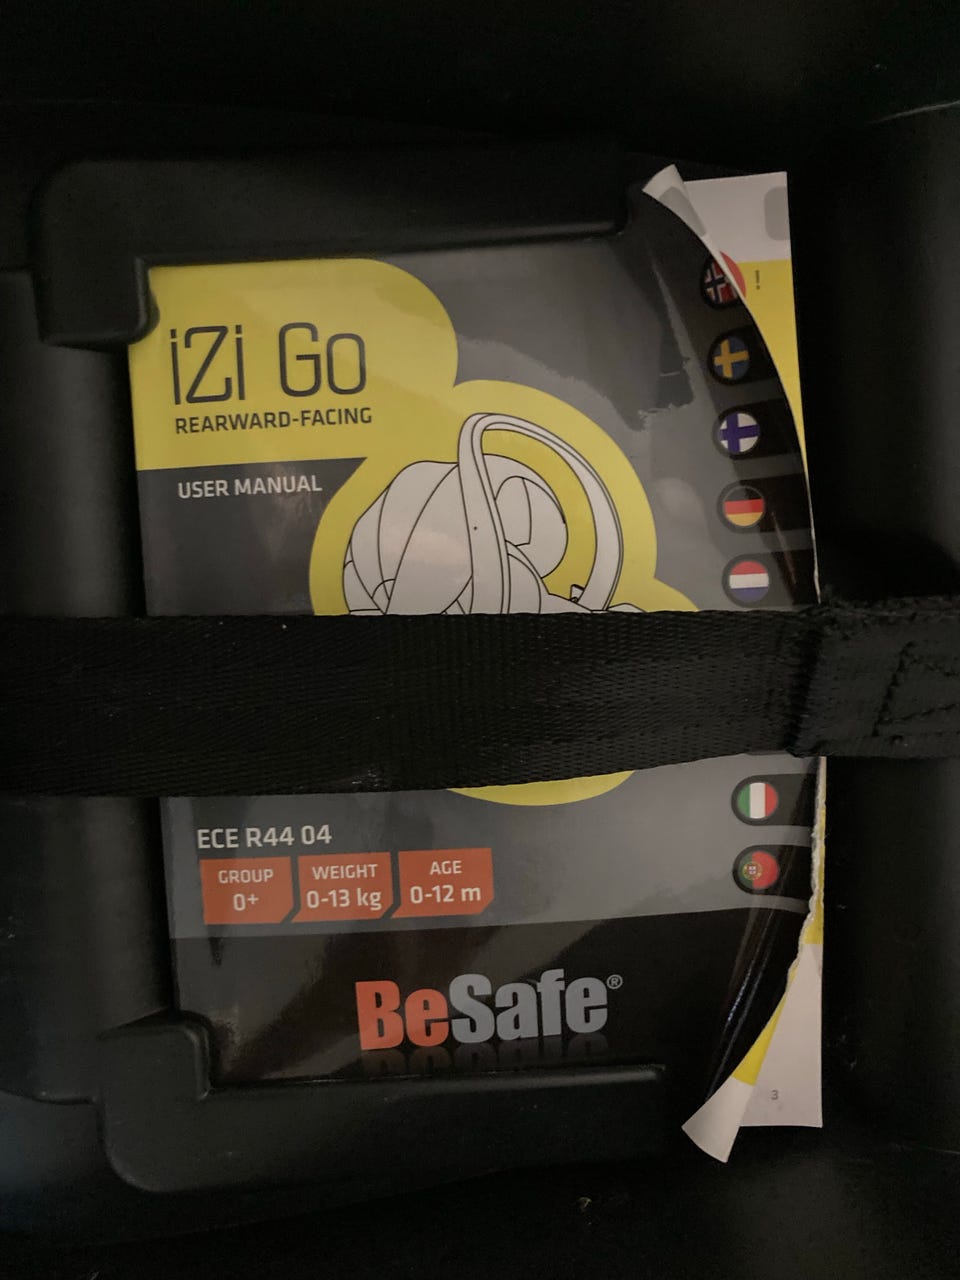 iZi Go
REARWARD-FACING
USER MANUAL
!
ECE R44 04
GROUP
0+
WEIGHT
0-13 kg
AGE
0-12 m
BeSafe®
3